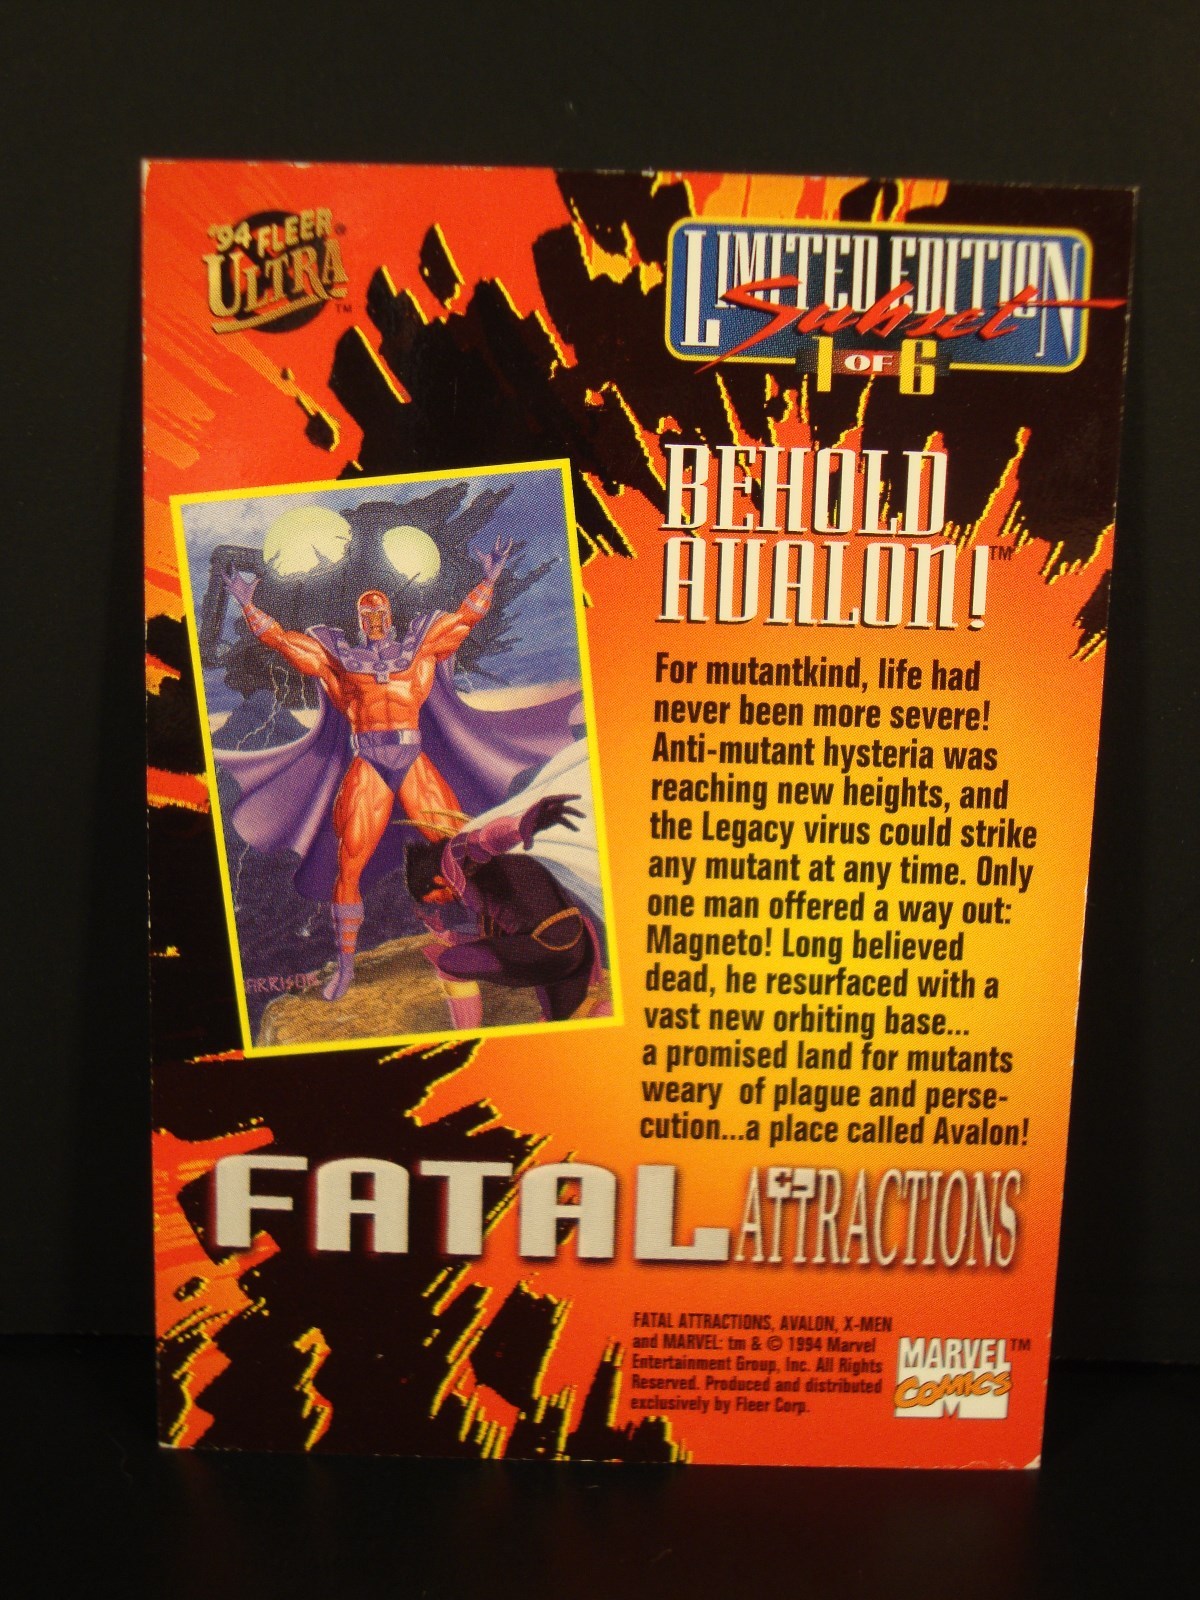 '94 FLEER®
ULTRA™
LIMITED EDITION
Subset
1 OF 6
BEHOLD
AVALON!™
For mutantkind, life had
never been more severe!
Anti-mutant hysteria was
reaching new heights, and
the Legacy virus could strike
any mutant at any time. Only
one man offered a way out:
Magneto! Long believed
dead, he resurfaced with a
vast new orbiting base...
a promised land for mutants
weary of plague and perse-
cution...a place called Avalon!
FATAL ATTRACTIONS
FATAL ATTRACTIONS, AVALON, X-MEN
and MARVEL: tm & © 1994 Marvel
Entertainment Group, Inc. All Rights
Reserved. Produced and distributed
exclusively by Fleer Corp.
MARVEL™
COMICS
M